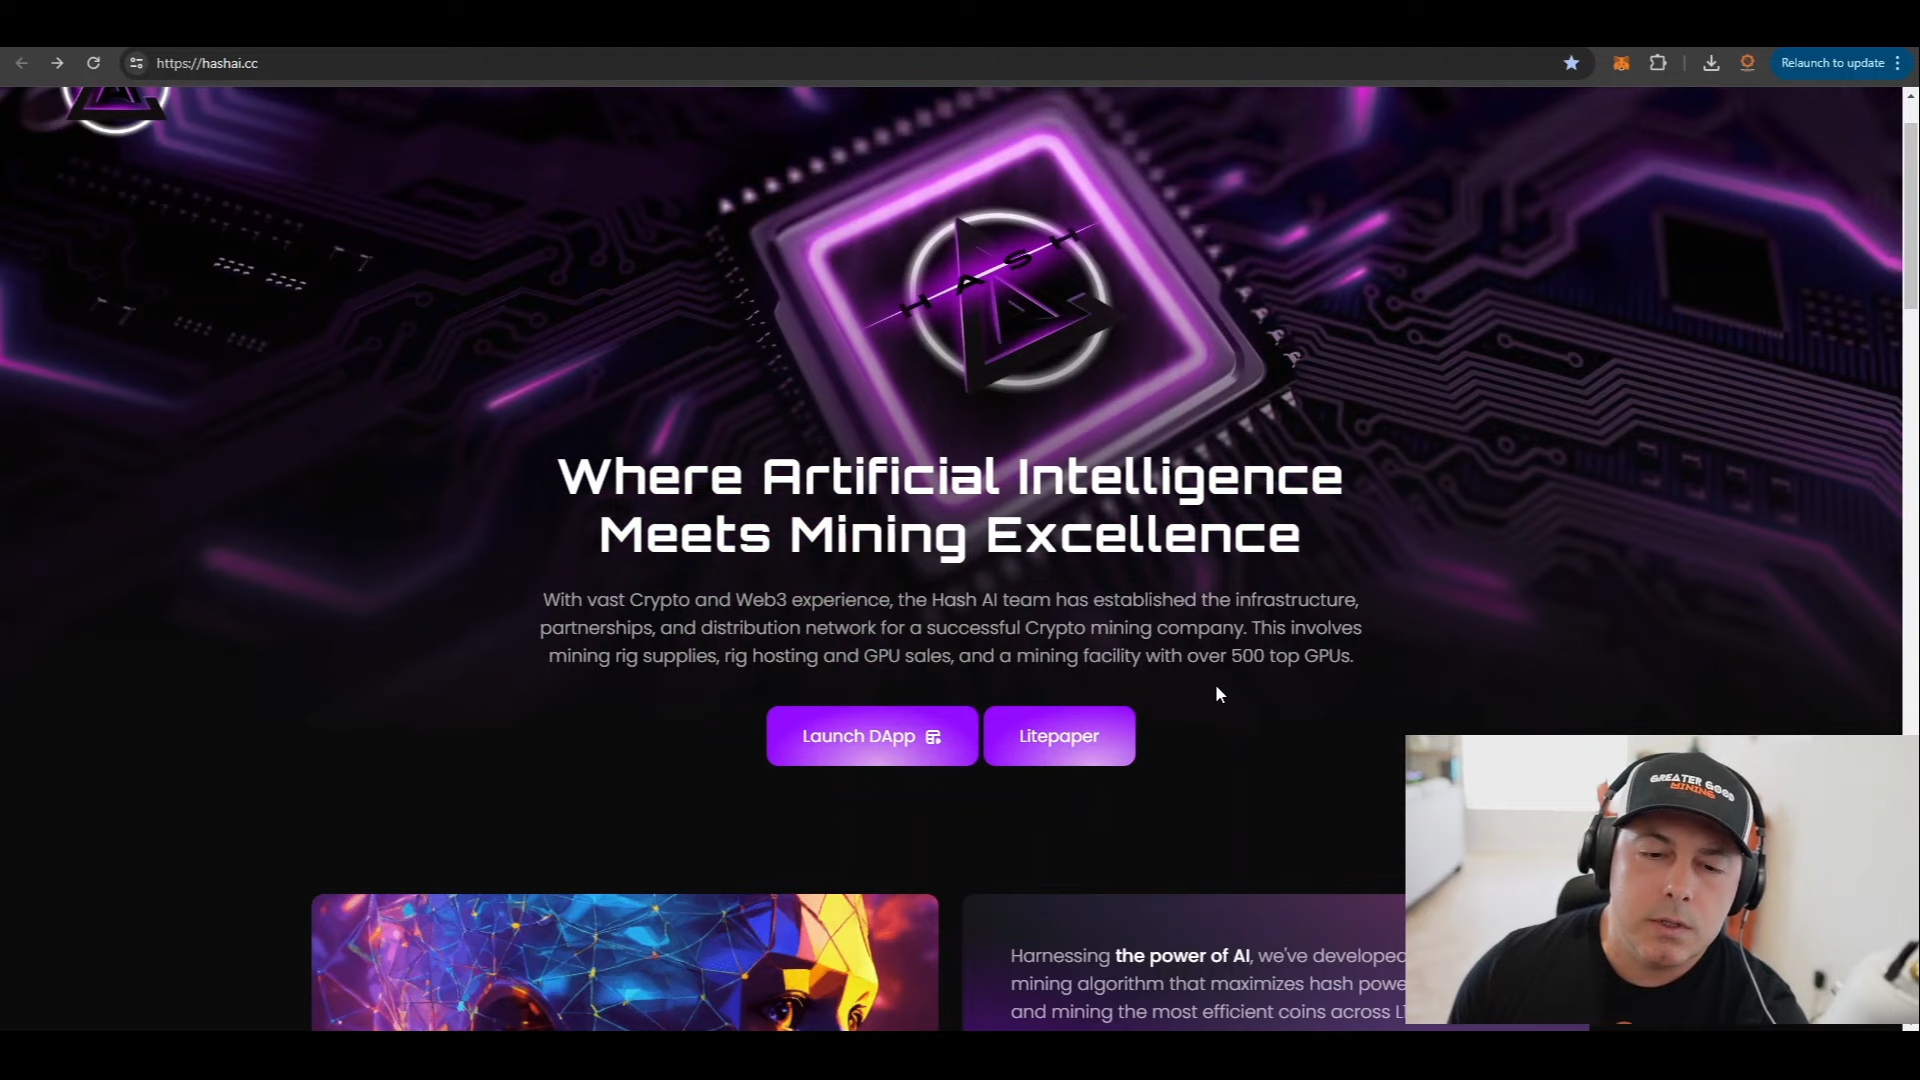 https://hashai.cc
Relaunch to update
HASH
Where Artificial Intelligence
Meets Mining Excellence
With vast Crypto and Web3 experience, the Hash AI team has established the infrastructure,
partnerships, and distribution network for a successful Crypto mining company. This involves
mining rig supplies, rig hosting and GPU sales, and a mining facility with over 500 top GPUs.
Launch DApp
Litepaper
GREATER GOOD
MINING
Harnessing the power of AI, we've developed
mining algorithm that maximizes hash powe
and mining the most efficient coins across L